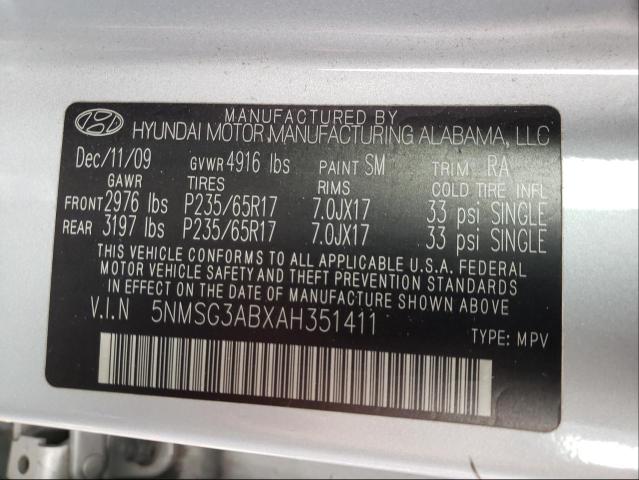 MANUFACTURED BY
HYUNDAI MOTOR MANUFACTURING ALABAMA, LLC
Dec/11/09 GVWR 4916 lbs PAINT SM TRIM RA
GAWR TIRES RIMS COLD TIRE INFL
FRONT 2976 lbs P235/65R17 7.0JX17 33 psi SINGLE
REAR 3197 lbs P235/65R17 7.0JX17 33 psi SINGLE
THIS VEHICLE CONFORMS TO ALL APPLICABLE U.S.A. FEDERAL
MOTOR VEHICLE SAFETY AND THEFT PREVENTION STANDARDS
IN EFFECT ON THE DATE OF MANUFACTURE SHOWN ABOVE.
V.I.N 5NMSG3ABXAH351411
TYPE: MPV